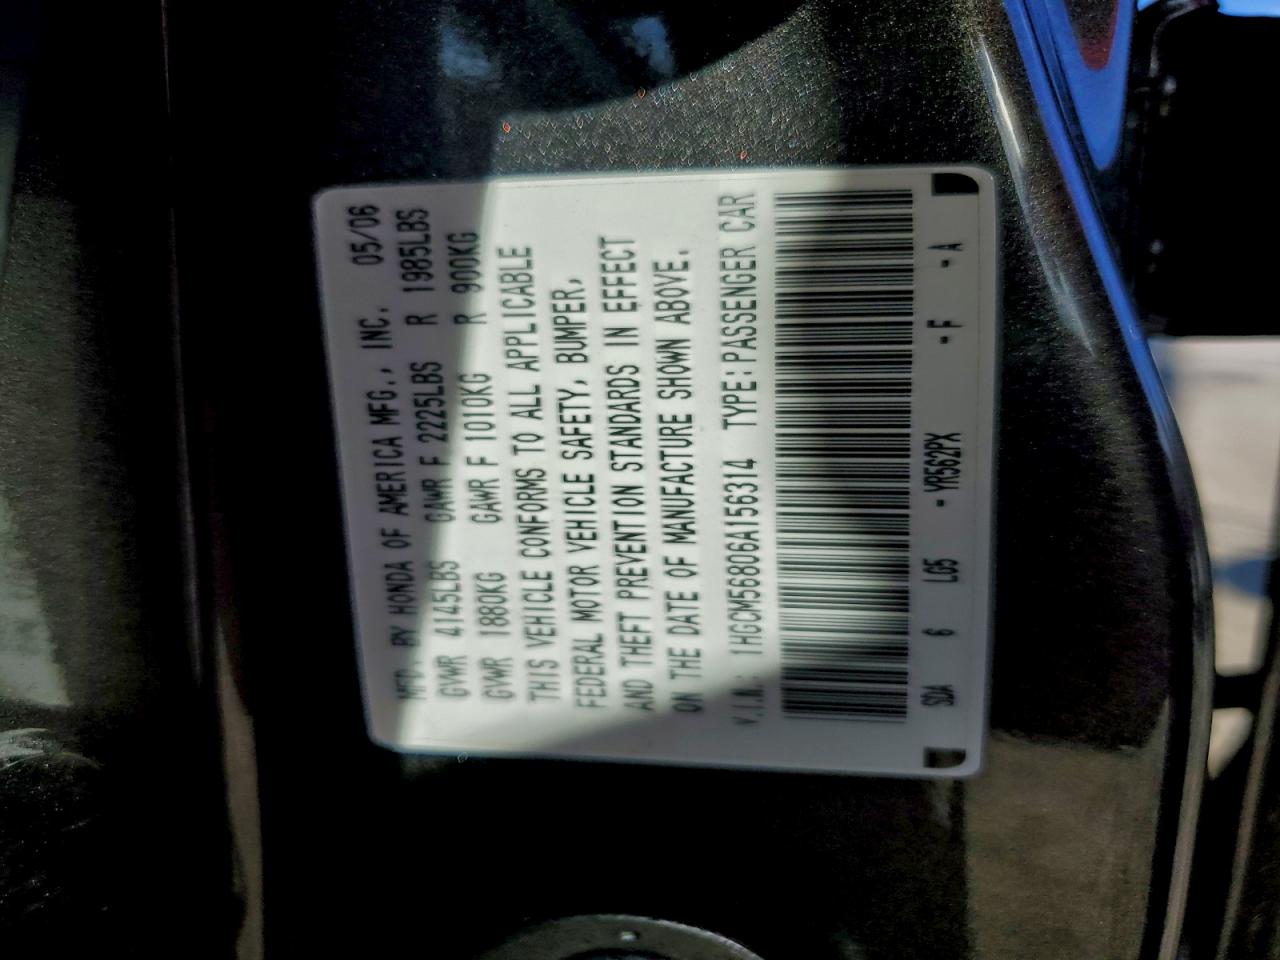 MFD. BY HONDA OF AMERICA MFG., INC. 05/06
GVWR 4145LBS GAWR F 2225LBS R 1985LBS
GVWR 1880KG GAWR F 1010KG R 900KG
THIS VEHICLE CONFORMS TO ALL APPLICABLE
FEDERAL MOTOR VEHICLE SAFETY, BUMPER,
AND THEFT PREVENTION STANDARDS IN EFFECT
ON THE DATE OF MANUFACTURE SHOWN ABOVE.
V.I.N.: 1HGCM56806A156314 TYPE:PASSENGER CAR
SDA 6 LG5 -YR562PX -F -A